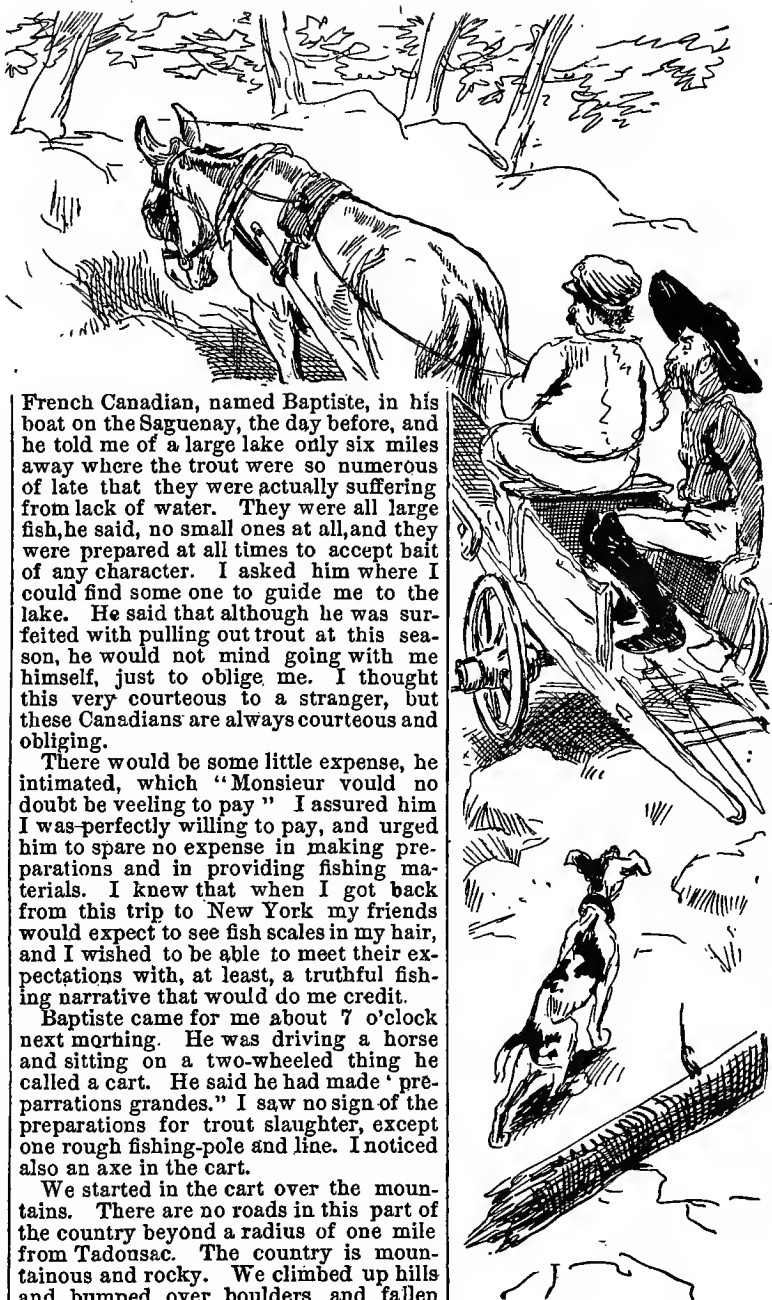 French Canadian, named Baptiste, in his
boat on the Saguenay, the day before, and
he told me of a large lake only six miles
away where the trout were so numerous
of late that they were actually suffering
from lack of water. They were all large
fish, he said, no small ones at all, and they
were prepared at all times to accept bait
of any character. I asked him where I
could find some one to guide me to the
lake. He said that although he was sur-
feited with pulling out trout at this sea-
son, he would not mind going with me
himself, just to oblige me. I thought
this very courteous to a stranger, but
these Canadians are always courteous and
obliging.
There would be some little expense, he
intimated, which "Monsieur vould no
doubt be veeling to pay" I assured him
I was perfectly willing to pay, and urged
him to spare no expense in making pre-
parations and in providing fishing ma-
terials. I knew that when I got back
from this trip to New York my friends
would expect to see fish scales in my hair,
and I wished to be able to meet their ex-
pectations with, at least, a truthful fish-
ing narrative that would do me credit.
Baptiste came for me about 7 o'clock
next morning. He was driving a horse
and sitting on a two-wheeled thing he
called a cart. He said he had made ' pre-
parrations grandes." I saw no sign of the
preparations for trout slaughter, except
one rough fishing-pole and line. I noticed
also an axe in the cart.
We started in the cart over the moun-
tains. There are no roads in this part of
the country beyond a radius of one mile
from Tadousac. The country is moun-
tainous and rocky. We climbed up hills
and bumped over boulders and fallen